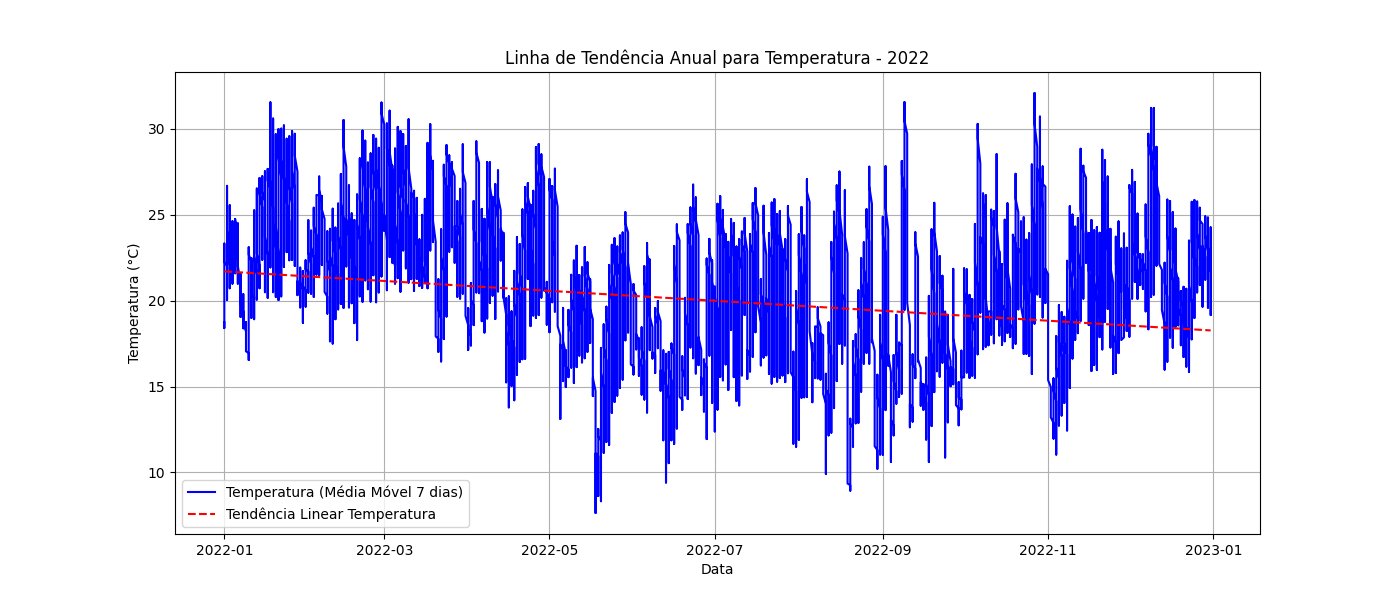 Linha de Tendência Anual para Temperatura - 2022
Temperatura (°C)
30
25
20
15
10
Temperatura (Média Móvel 7 dias)
Tendência Linear Temperatura
2022-01
2022-03
2022-05
2022-07
2022-09
2022-11
2023-01
Data